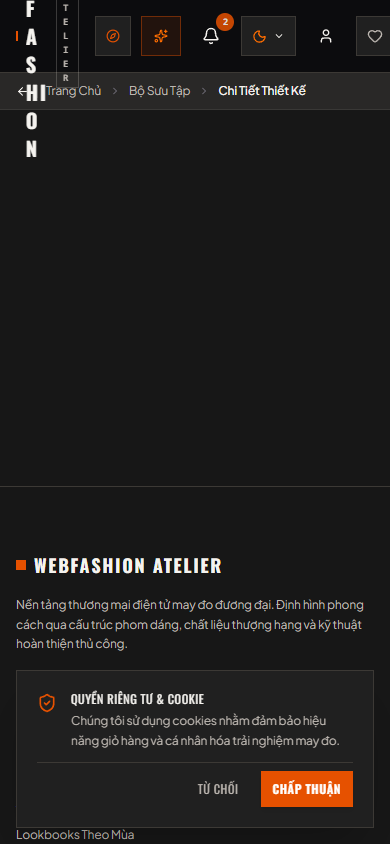 F
A
S
HI
O
N
T
E
L
I
E
R
2
Trang Chủ
Bộ Sưu Tập
Chi Tiết Thiết Kế
WEBFASHION ATELIER
Nền tảng thương mại điện tử may đo đương đại. Định hình phong
cách qua cấu trúc phom dáng, chất liệu thượng hạng và kỹ thuật
hoàn thiện thủ công.
QUYỀN RIÊNG TƯ & COOKIE
Chúng tôi sử dụng cookies nhằm đảm bảo hiệu
năng giỏ hàng và cá nhân hóa trải nghiệm may đo.
TỪ CHỐI
CHẤP THUẬN
Lookbooks Theo Mùa